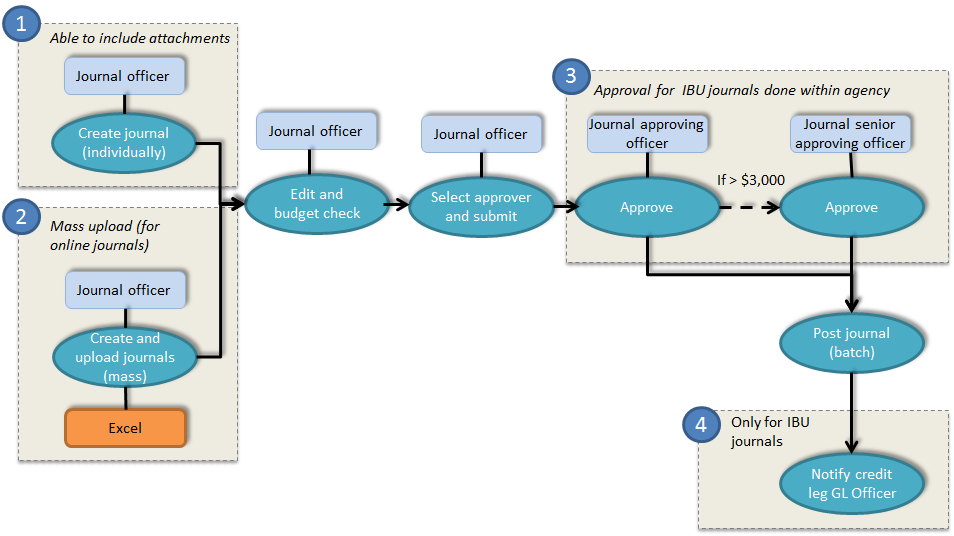 1
Able to include attachments
Journal officer
Create journal
(individually)
2
Mass upload (for
online journals)
Journal officer
Create and
upload journals
(mass)
Excel
Journal officer
Edit and
budget check
Journal officer
Select approver
and submit
3
Approval for IBU journals done within agency
Journal approving
officer
Approve
If > $3,000
Journal senior
approving officer
Approve
Post journal
(batch)
4
Only for IBU
journals
Notify credit
leg GL Officer